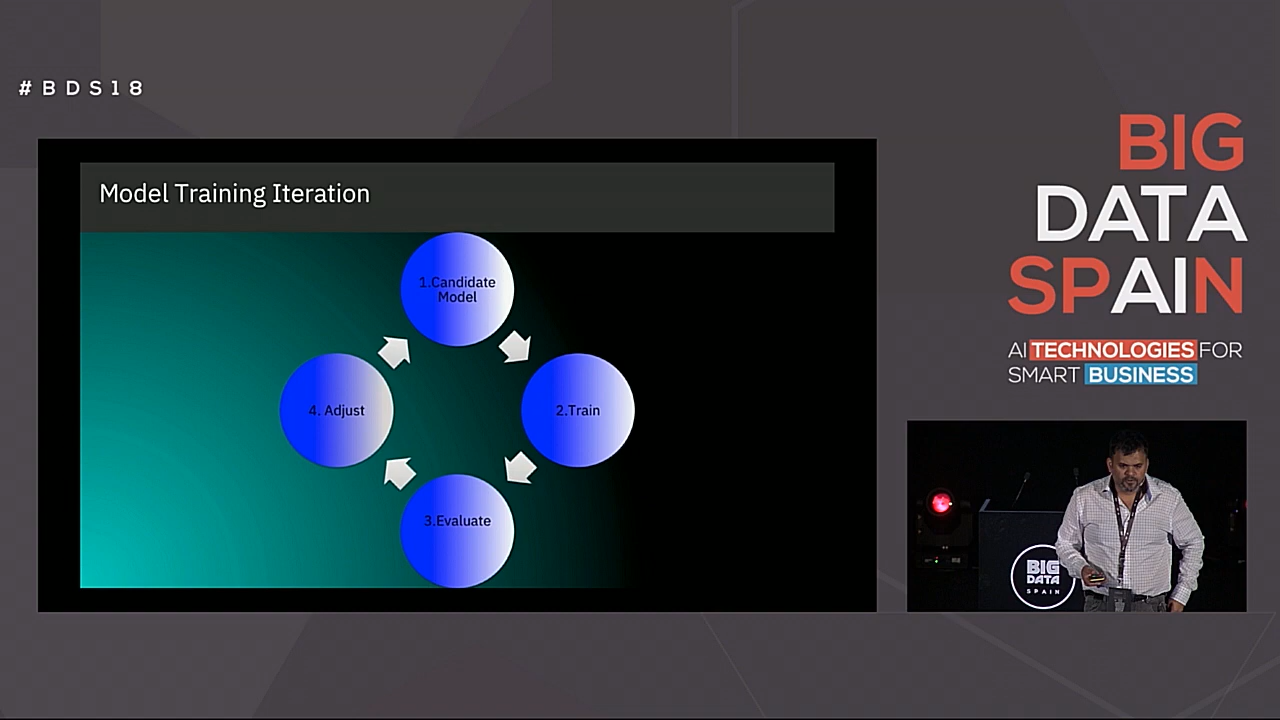 #BDS18
Model Training Iteration
1.Candidate
Model
2.Train
3.Evaluate
4. Adjust
BIG
DATA
SPAIN
AI TECHNOLOGIES FOR
SMART BUSINESS
BIG
DATA
SPAIN